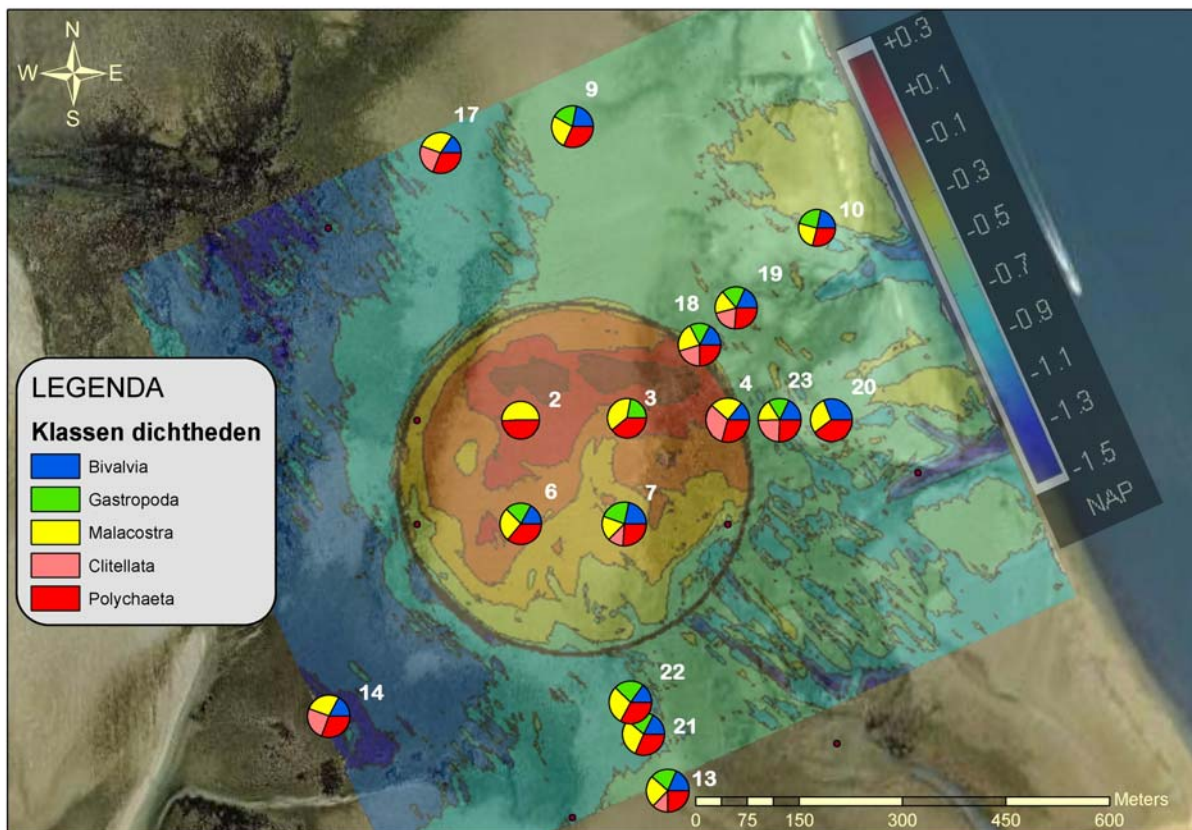 N
W E
S
17
9
10
19
18
2
3
4
23
20
6
7
22
14
21
13
LEGENDA
Klassen dichtheden
Bivalvia
Gastropoda
Malacostra
Clitellata
Polychaeta
+0.3
+0.1
-0.1
-0.3
-0.5
-0.7
-0.9
-1.1
-1.3
-1.5
NAP
Meters
0 75 150 300 450 600